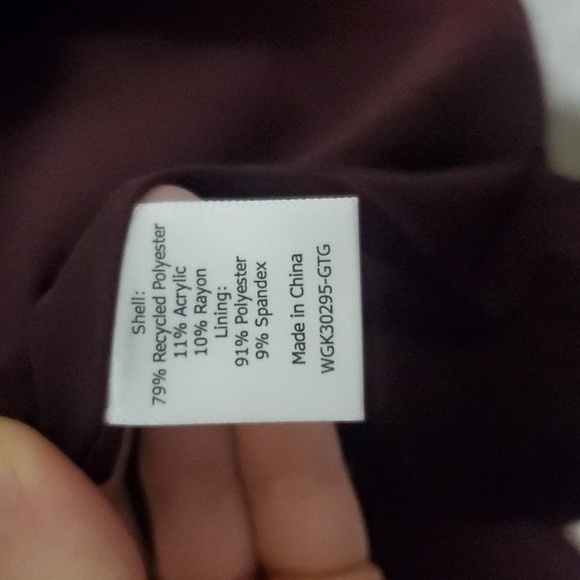 Shell:
79% Recycled Polyester
11% Acrylic
10% Rayon
Lining:
91% Polyester
9% Spandex
Made in China
WGK30295-GTG